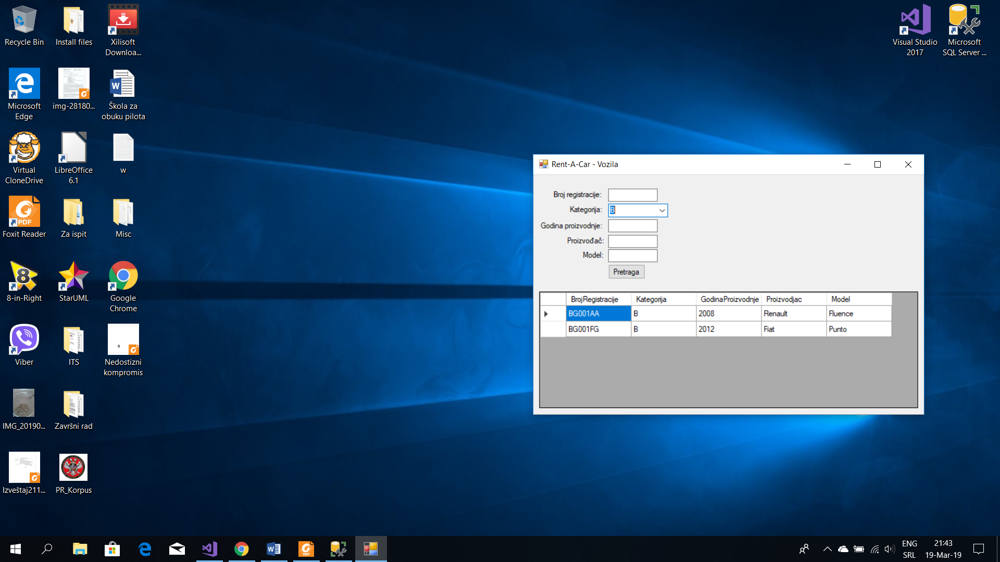 Recycle Bin
Install files
Xilisoft
Downloa...
Microsoft
Edge
img-28180...
Škola za
obuku pilota
Virtual
CloneDrive
LibreOffice
6.1
w
Foxit Reader
PDF
Za ispit
Misc
8-in-Right
StarUML
Google
Chrome
Viber
ITS
Nedostizni
kompromis
IMG_20190...
Završni rad
Izveštaj211...
PR_Korpus
Visual Studio
2017
Microsoft
SQL Server ...
Rent-A-Car - Vozila
Broj registracije:
Kategorija: B
Godina proizvodnje:
Proizvođač:
Model:
Pretraga
BrojRegistracije Kategorija GodinaProizvodnje Proizvodjac Model
BG001AA B 2008 Renault Fluence
BG001FG B 2012 Fiat Punto
ENG
SRL
21:43
19-Mar-19